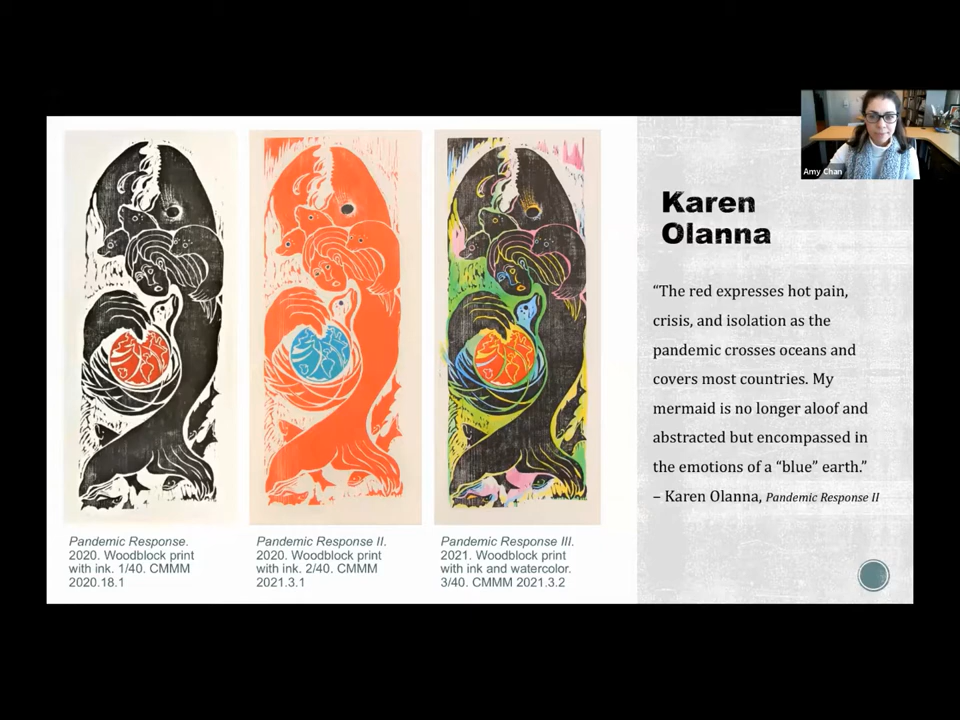 Amy Chan
Karen
Olanna
“The red expresses hot pain,
crisis, and isolation as the
pandemic crosses oceans and
covers most countries. My
mermaid is no longer aloof and
abstracted but encompassed in
the emotions of a “blue” earth.”
– Karen Olanna, Pandemic Response II
Pandemic Response.
2020. Woodblock print
with ink. 1/40. CMMM
2020.18.1
Pandemic Response II.
2020. Woodblock print
with ink. 2/40. CMMM
2021.3.1
Pandemic Response III.
2021. Woodblock print
with ink and watercolor.
3/40. CMMM 2021.3.2